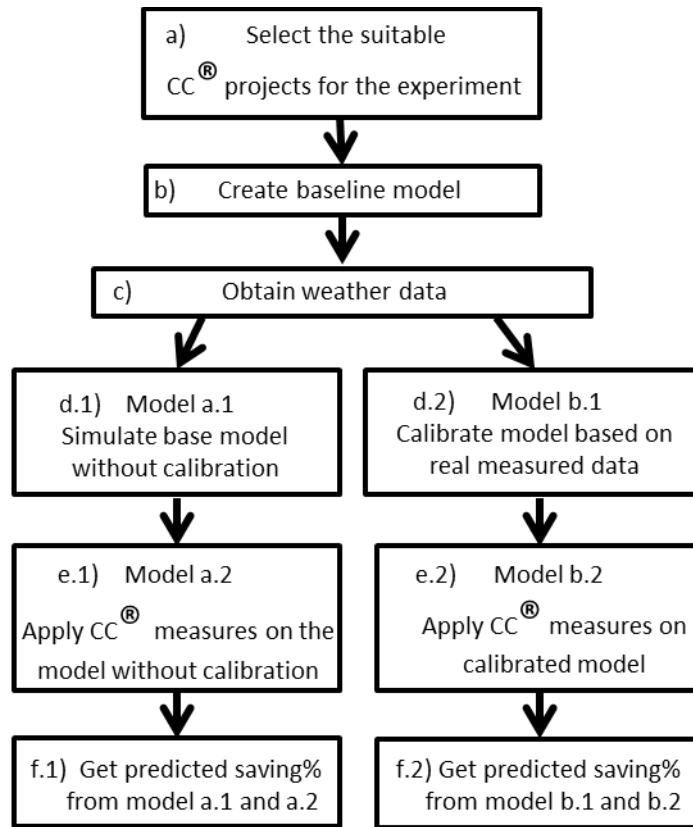 a) Select the suitable
CC® projects for the experiment
b) Create baseline model
c) Obtain weather data
d.1) Model a.1
Simulate base model
without calibration
d.2) Model b.1
Calibrate model based on
real measured data
e.1) Model a.2
Apply CC® measures on the
model without calibration
e.2) Model b.2
Apply CC® measures on
calibrated model
f.1) Get predicted saving%
from model a.1 and a.2
f.2) Get predicted saving%
from model b.1 and b.2